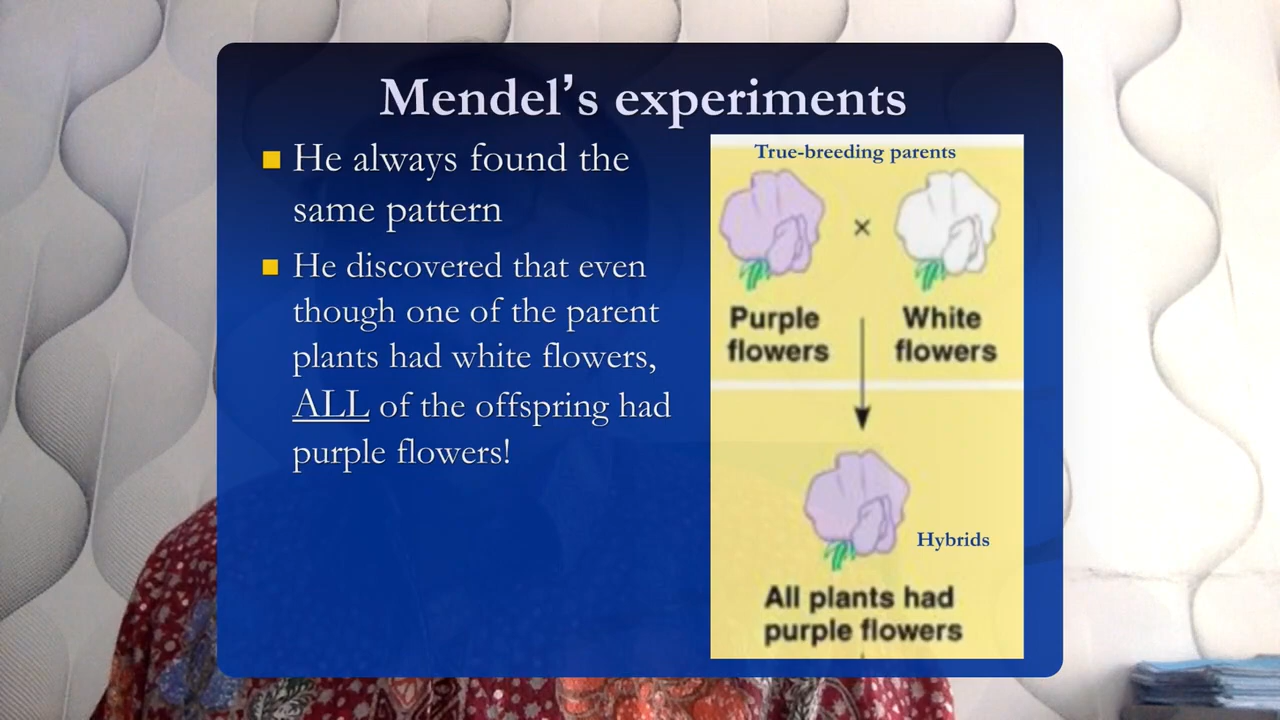 Mendel’s experiments
He always found the
same pattern
He discovered that even
though one of the parent
plants had white flowers,
ALL of the offspring had
purple flowers!
True-breeding parents
×
Purple flowers
White flowers
Hybrids
All plants had
purple flowers